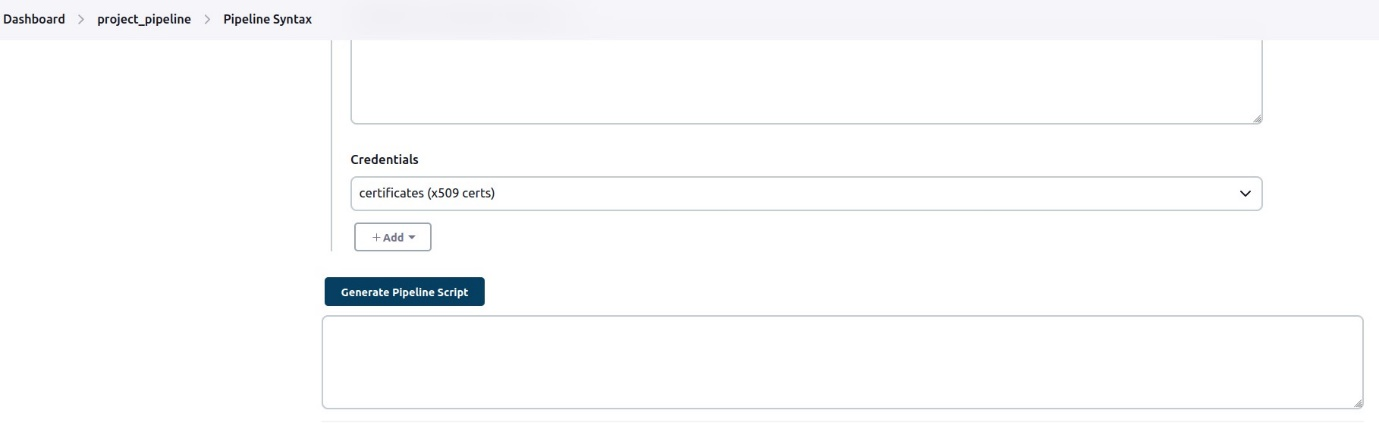 Dashboard > project_pipeline > Pipeline Syntax
Credentials
certificates (x509 certs)
+ Add
Generate Pipeline Script